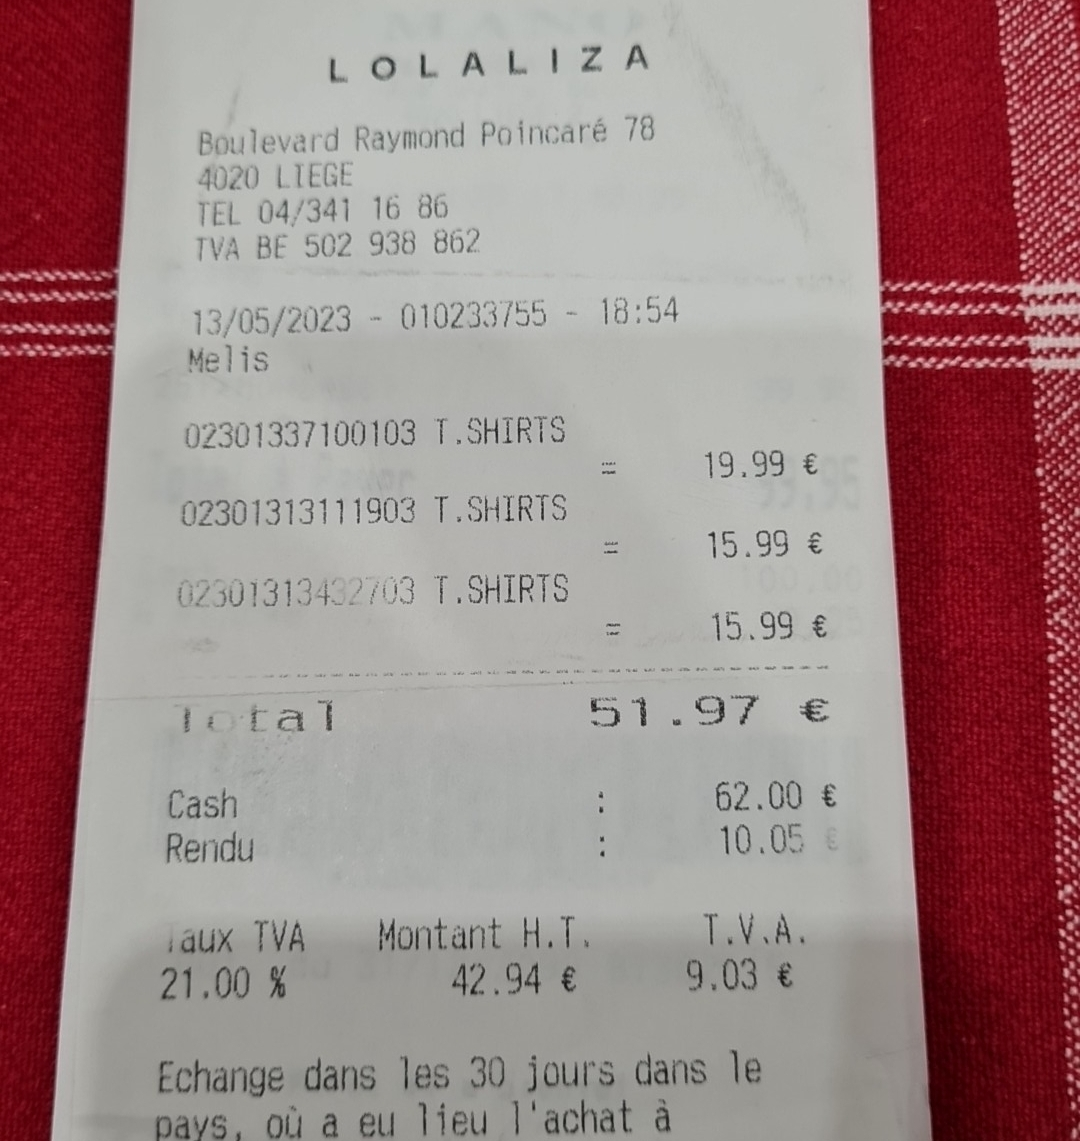 LOLALIZA
Boulevard Raymond Poincaré 78
4020 LIEGE
TEL 04/341 16 86
TVA BE 502 938 862
13/05/2023 - 010233755 - 18:54
Melis
02301337100103 T.SHIRTS
= 19.99 €
02301313111903 T.SHIRTS
= 15.99 €
02301313432703 T.SHIRTS
= 15.99 €
Total 51.97 €
Cash : 62.00 €
Rendu : 10.05 €
Taux TVA Montant H.T. T.V.A.
21.00 % 42.94 € 9.03 €
Echange dans les 30 jours dans le
pays, où a eu lieu l'achat à